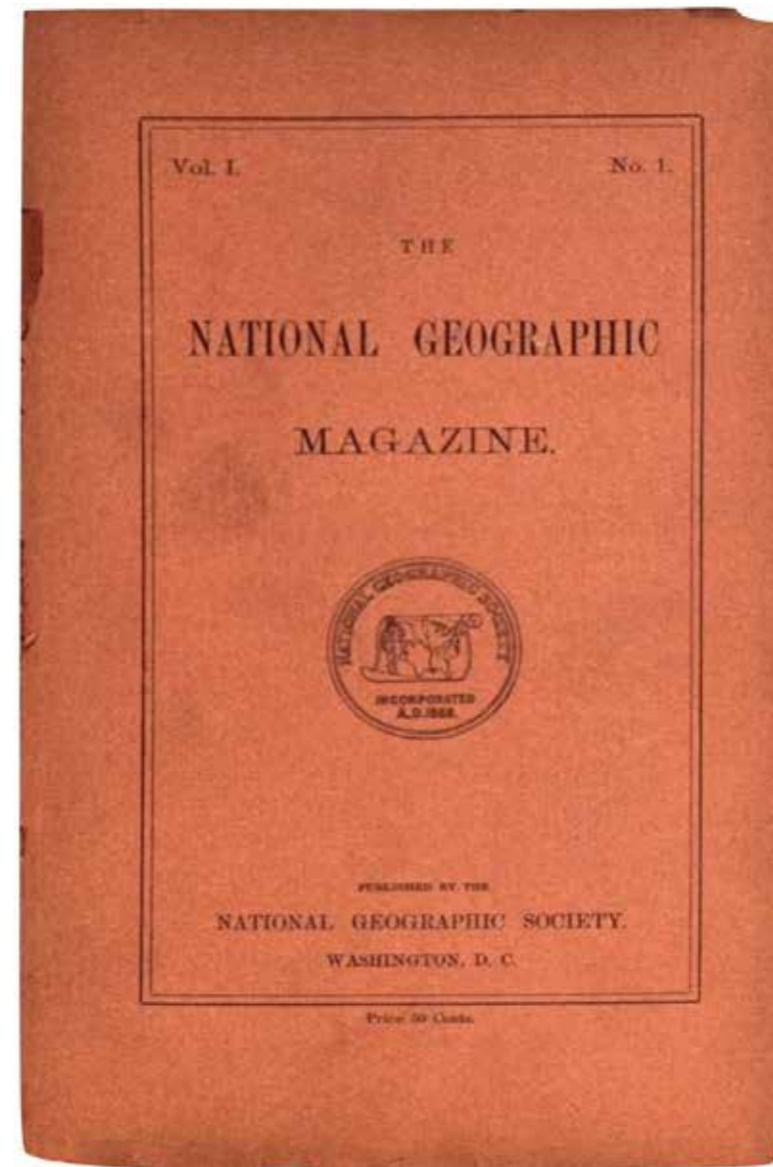 Vol. I.
No. 1.
THE
NATIONAL GEOGRAPHIC
MAGAZINE.
NATIONAL GEOGRAPHIC SOCIETY
INCORPORATED
A.D. 1888.
PUBLISHED BY THE
NATIONAL GEOGRAPHIC SOCIETY.
WASHINGTON, D. C.
Price 50 Cents.